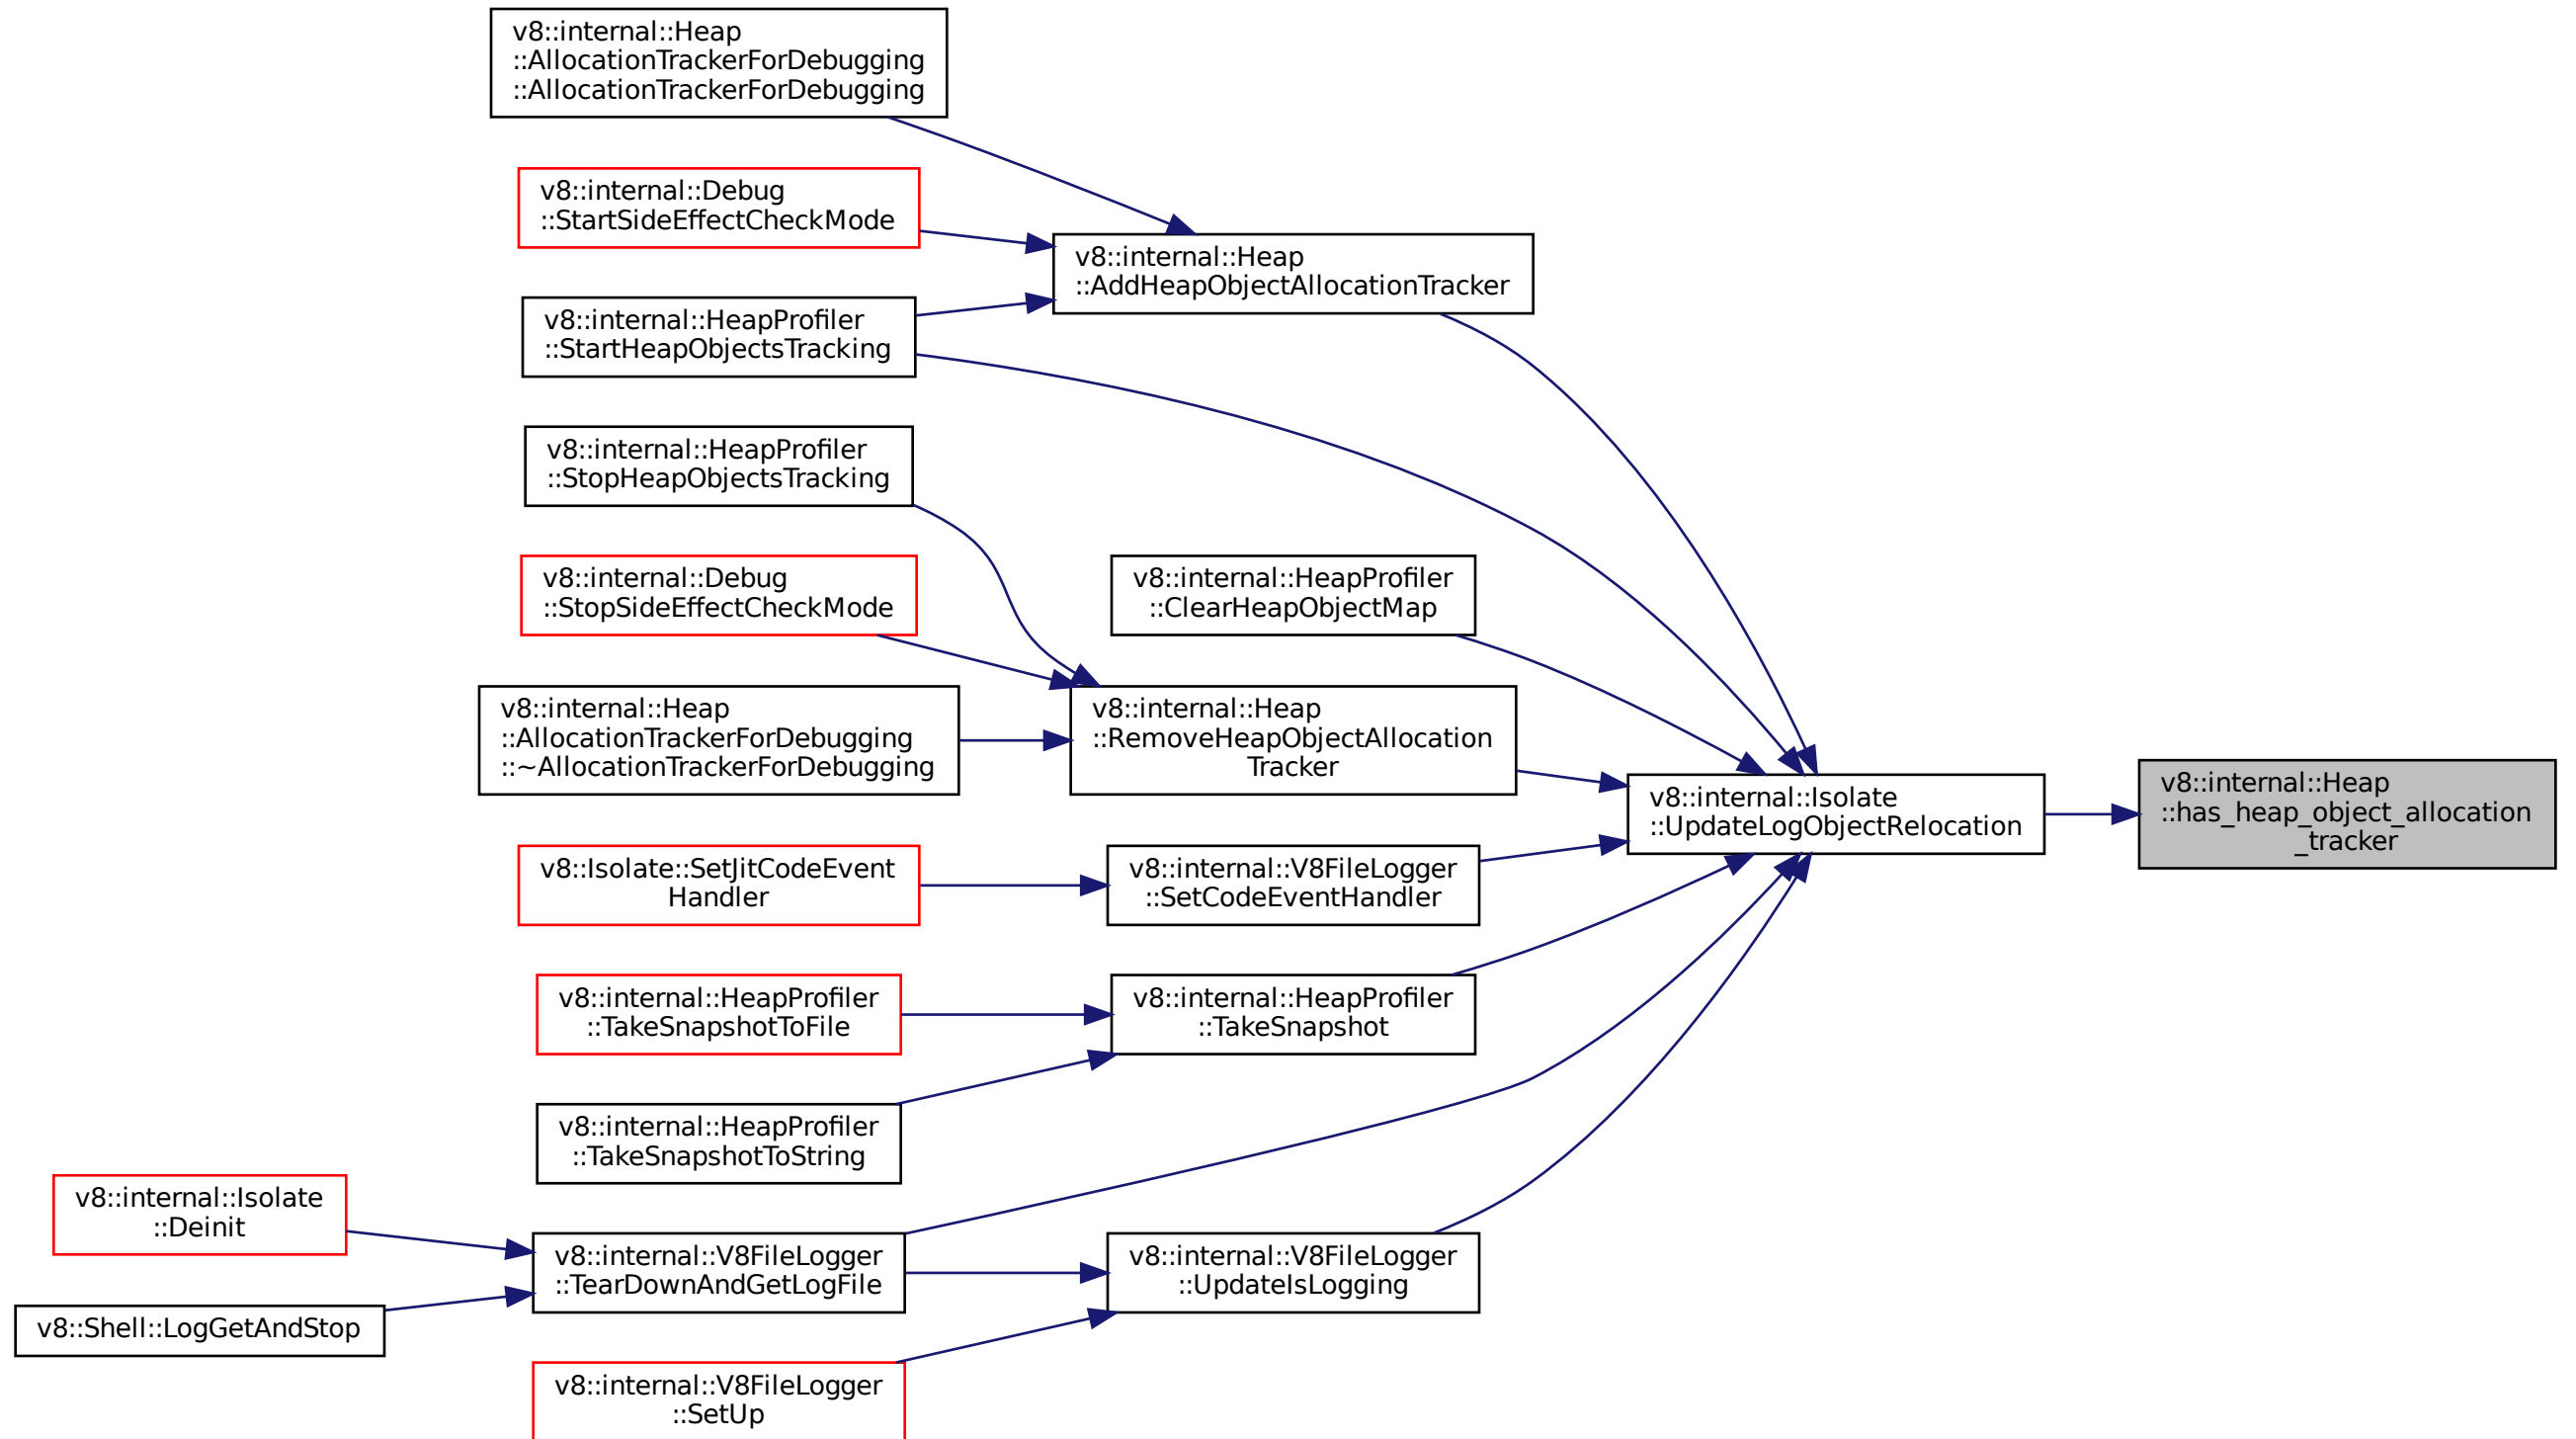 v8::internal::Heap
::AllocationTrackerForDebugging
::AllocationTrackerForDebugging
v8::internal::Debug
::StartSideEffectCheckMode
v8::internal::Heap
::AddHeapObjectAllocationTracker
v8::internal::HeapProfiler
::StartHeapObjectsTracking
v8::internal::HeapProfiler
::StopHeapObjectsTracking
v8::internal::Debug
::StopSideEffectCheckMode
v8::internal::HeapProfiler
::ClearHeapObjectMap
v8::internal::Heap
::AllocationTrackerForDebugging
::~AllocationTrackerForDebugging
v8::internal::Heap
::RemoveHeapObjectAllocation
Tracker
v8::internal::Isolate
::UpdateLogObjectRelocation
v8::internal::Heap
::has_heap_object_allocation
_tracker
v8::Isolate::SetJitCodeEvent
Handler
v8::internal::V8FileLogger
::SetCodeEventHandler
v8::internal::HeapProfiler
::TakeSnapshotToFile
v8::internal::HeapProfiler
::TakeSnapshot
v8::internal::HeapProfiler
::TakeSnapshotToString
v8::internal::Isolate
::Deinit
v8::internal::V8FileLogger
::TearDownAndGetLogFile
v8::internal::V8FileLogger
::UpdateIsLogging
v8::Shell::LogGetAndStop
v8::internal::V8FileLogger
::SetUp